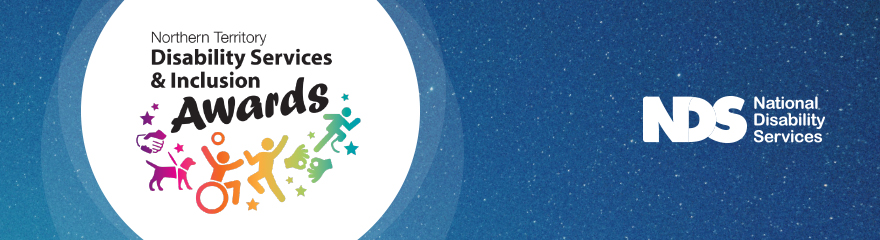 Northern Territory
Disability Services
& Inclusion
Awards
NDS
National
Disability
Services